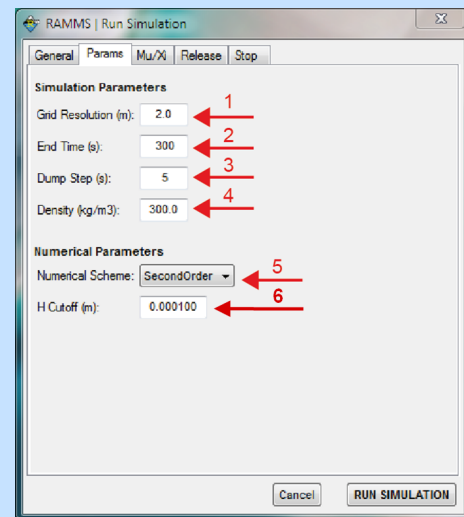 RAMMS | Run Simulation
General Params Mu/Xi Release Stop
Simulation Parameters
Grid Resolution (m): 2.0 1
End Time (s): 300 2
Dump Step (s): 5 3
Density (kg/m3): 300.0 4
Numerical Parameters
Numerical Scheme: SecondOrder 5
H Cutoff (m): 0.000100 6
Cancel RUN SIMULATION